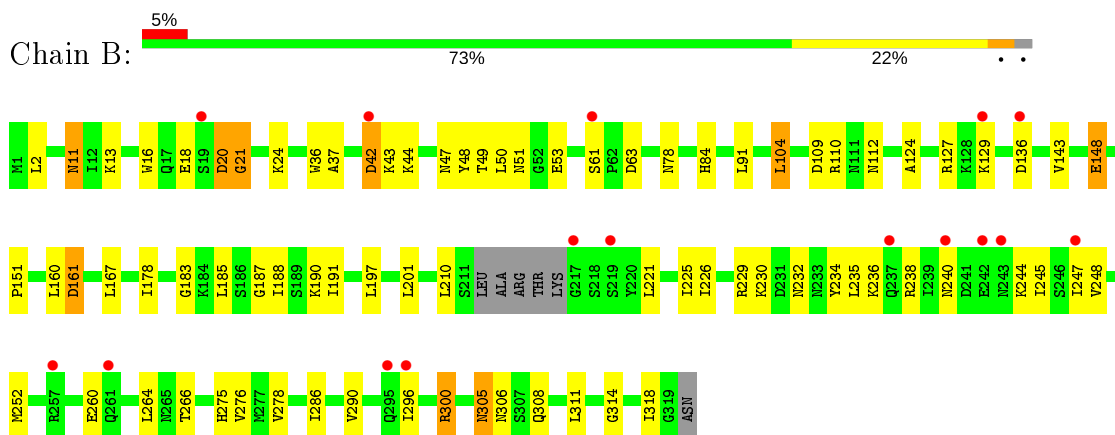 5%
Chain B:
73%
22%
M1 L2 N11 I12 K13 W16 Q17 E18 S19 D20 G21 K24 W36 A37 D42 K43 K44 N47 Y48 T49 L50 N51 G52 E53 S61 P62 D63 N78 H84 L91 L104 D109 R110 N111 N112 A124 R127 K128 K129 D136 V143 E148
P151 L160 D161 L167 I178 G183 K184 L185 S186 G187 I188 S189 K190 I191 L197 L201 L210 S211 LEU ALA ARG THR LYS G217 S218 S219 Y220 L221 I225 I226 R229 K230 D231 N232 N233 Y234 L235 K236 Q237 R238 I239 N240 D241 E242 N243 K244 I245 S246 I247 V248
M252 R257 E260 Q261 L264 N265 T266 H275 V276 M277 V278 I286 V290 Q295 I296 R300 N305 N306 S307 Q308 L311 G314 I318 G319 ASN